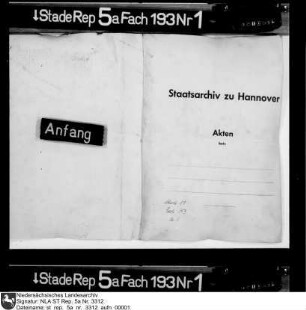 ↓Stade Rep 5a Fach 193 Nr 1
Anfang
Staatsarchiv zu Hannover
Akten
↓Stade Rep 5a Fach 193 Nr 1
Niedersächsisches Landesarchiv
Signatur: NLA ST Rep. 5a Nr. 3312
Dateiname: st_rep._5a_nr._3312_aufn_00001